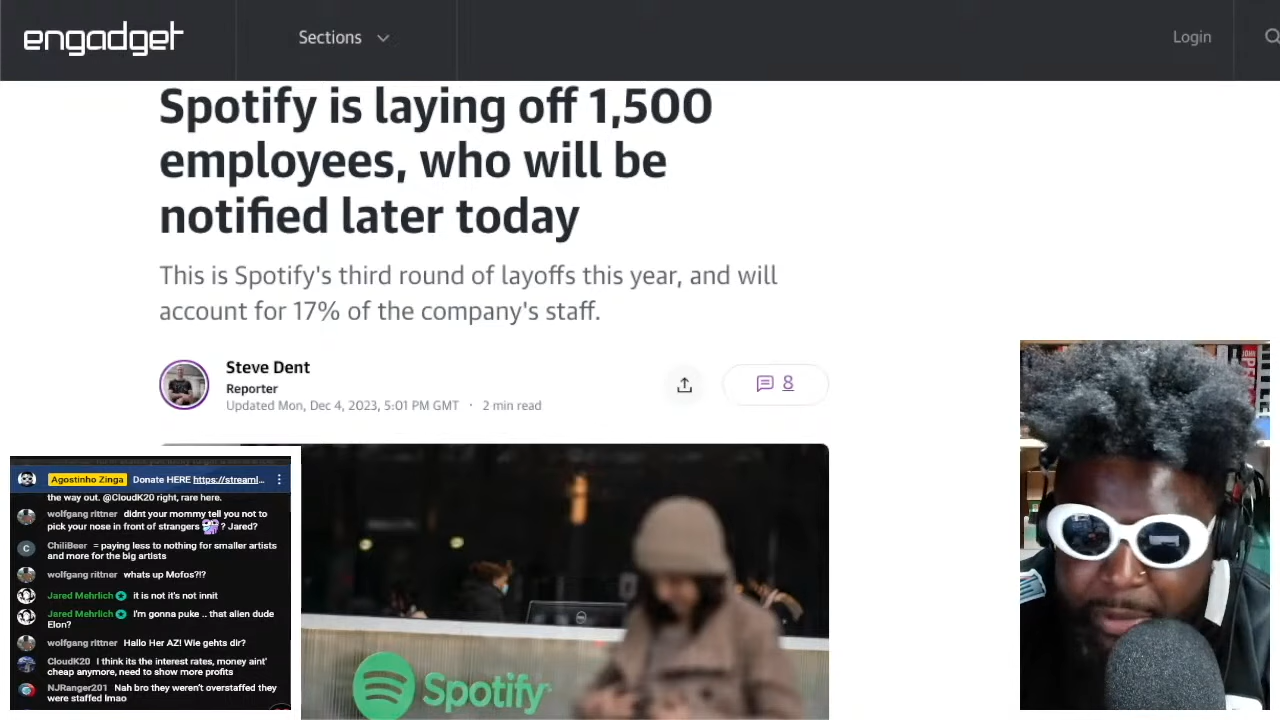 engadget
Sections
Login
Spotify is laying off 1,500
employees, who will be
notified later today
This is Spotify's third round of layoffs this year, and will
account for 17% of the company's staff.
Steve Dent
Reporter
Updated Mon, Dec 4, 2023, 5:01 PM GMT · 2 min read
8
Agostinho Zinga Donate HERE https://streaml...
the way out. @CloudK20 right, rare here.
wolfgang rittner didnt your mommy tell you not to
pick your nose in front of strangers ? Jared?
C ChiliBeer = paying less to nothing for smaller artists
and more for the big artists
wolfgang rittner whats up Mofos?!?
Jared Mehrlich it is not it's not innit
Jared Mehrlich I'm gonna puke .. that alien dude
Elon?
wolfgang rittner Hallo Her AZ! Wie gehts dir?
CloudK20 I think its the interest rates, money aint'
cheap anymore, need to show more profits
NJRanger201 Nah bro they weren't overstaffed they
were staffed lmao
Spotify